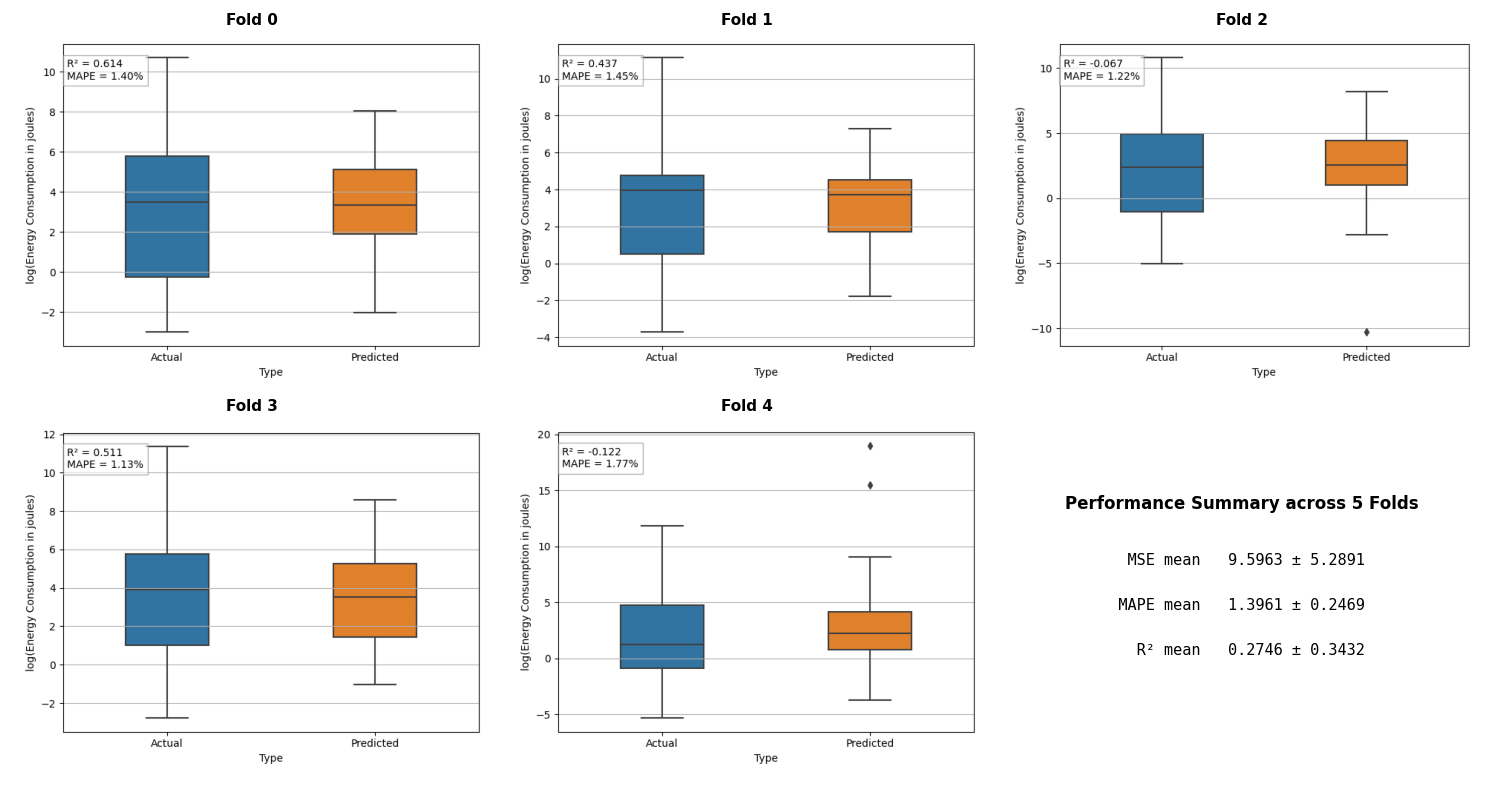 Fold 0
R² = 0.614
MAPE = 1.40%
10
8
6
4
2
0
−2
log(Energy Consumption in joules)
Actual
Predicted
Type
Fold 1
R² = 0.437
MAPE = 1.45%
10
8
6
4
2
0
−2
−4
log(Energy Consumption in joules)
Actual
Predicted
Type
Fold 2
R² = -0.067
MAPE = 1.22%
10
5
0
−5
−10
log(Energy Consumption in joules)
Actual
Predicted
Type
Fold 3
R² = 0.511
MAPE = 1.13%
12
10
8
6
4
2
0
−2
log(Energy Consumption in joules)
Actual
Predicted
Type
Fold 4
R² = -0.122
MAPE = 1.77%
20
15
10
5
0
−5
log(Energy Consumption in joules)
Actual
Predicted
Type
Performance Summary across 5 Folds
MSE mean 9.5963 ± 5.2891
MAPE mean 1.3961 ± 0.2469
R² mean 0.2746 ± 0.3432